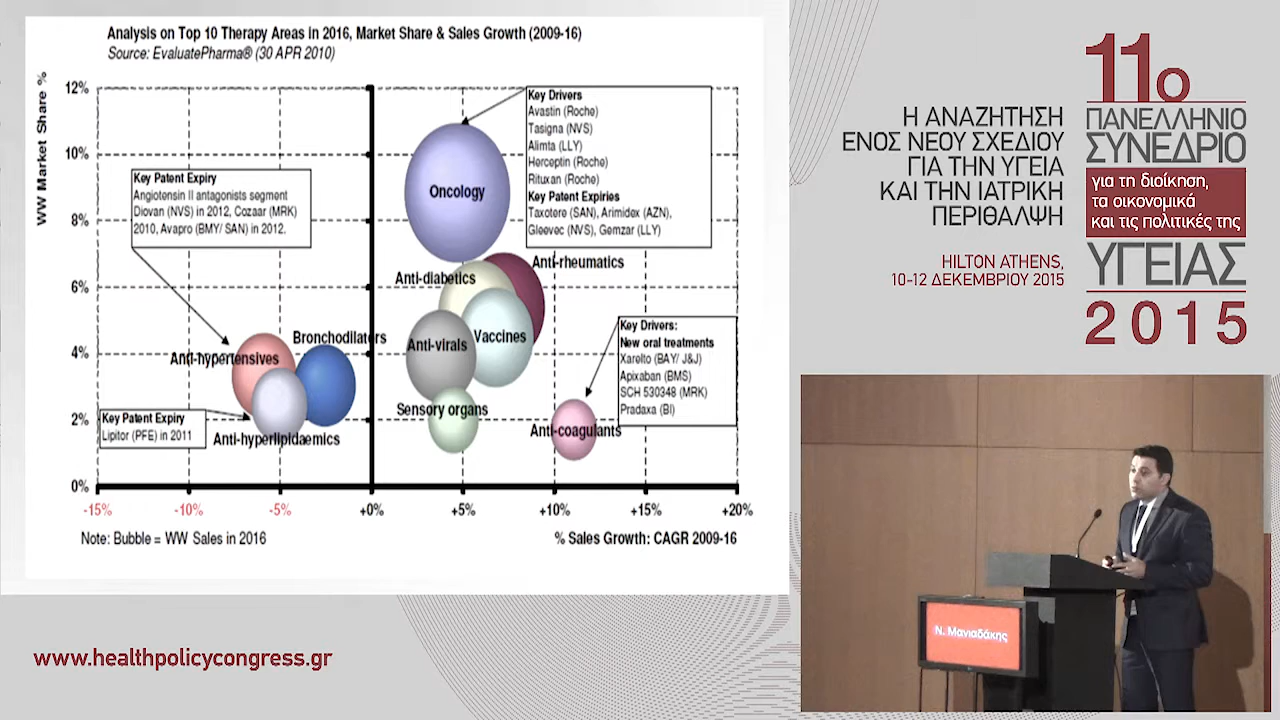 Analysis on Top 10 Therapy Areas in 2016, Market Share & Sales Growth (2009-16)
Source: EvaluatePharma® (30 APR 2010)
WW Market Share %
12%
10%
8%
6%
4%
2%
0%
-15%
-10%
-5%
+0%
+5%
+10%
+15%
+20%
Key Drivers
Avastin (Roche)
Tasigna (NVS)
Alimta (LLY)
Herceptin (Roche)
Rituxan (Roche)
Key Patent Expiries
Taxotere (SAN), Arimidex (AZN),
Gleevec (NVS), Gemzar (LLY)
Key Patent Expiry
Angiotensin II antagonists segment
Diovan (NVS) in 2012, Cozaar (MRK)
2010, Avapro (BMY/ SAN) in 2012.
Oncology
Anti-rheumatics
Anti-diabetics
Vaccines
Anti-virals
Bronchodilators
Anti-hypertensives
Sensory organs
Anti-coagulants
Anti-hyperlipidaemics
Key Drivers:
New oral treatments
Xarelto (BAY/ J&J)
Apixaban (BMS)
SCH 530348 (MRK)
Pradaxa (BI)
Key Patent Expiry
Lipitor (PFE) in 2011
Note: Bubble = WW Sales in 2016
% Sales Growth: CAGR 2009-16
Η ΑΝΑΖΗΤΗΣΗ
ΕΝΟΣ ΝΕΟΥ ΣΧΕΔΙΟΥ
ΓΙΑ ΤΗΝ ΥΓΕΙΑ
ΚΑΙ ΤΗΝ ΙΑΤΡΙΚΗ
ΠΕΡΙΘΑΛΨΗ
HILTON ATHENS,
10-12 ΔΕΚΕΜΒΡΙΟΥ 2015
11ο
ΠΑΝΕΛΛΗΝΙΟ
ΣΥΝΕΔΡΙΟ
για τη διοίκηση,
τα οικονομικά
και τις πολιτικές της
ΥΓΕΙΑΣ
2015
Ν. Μανιαδάκης
www.healthpolicycongress.gr